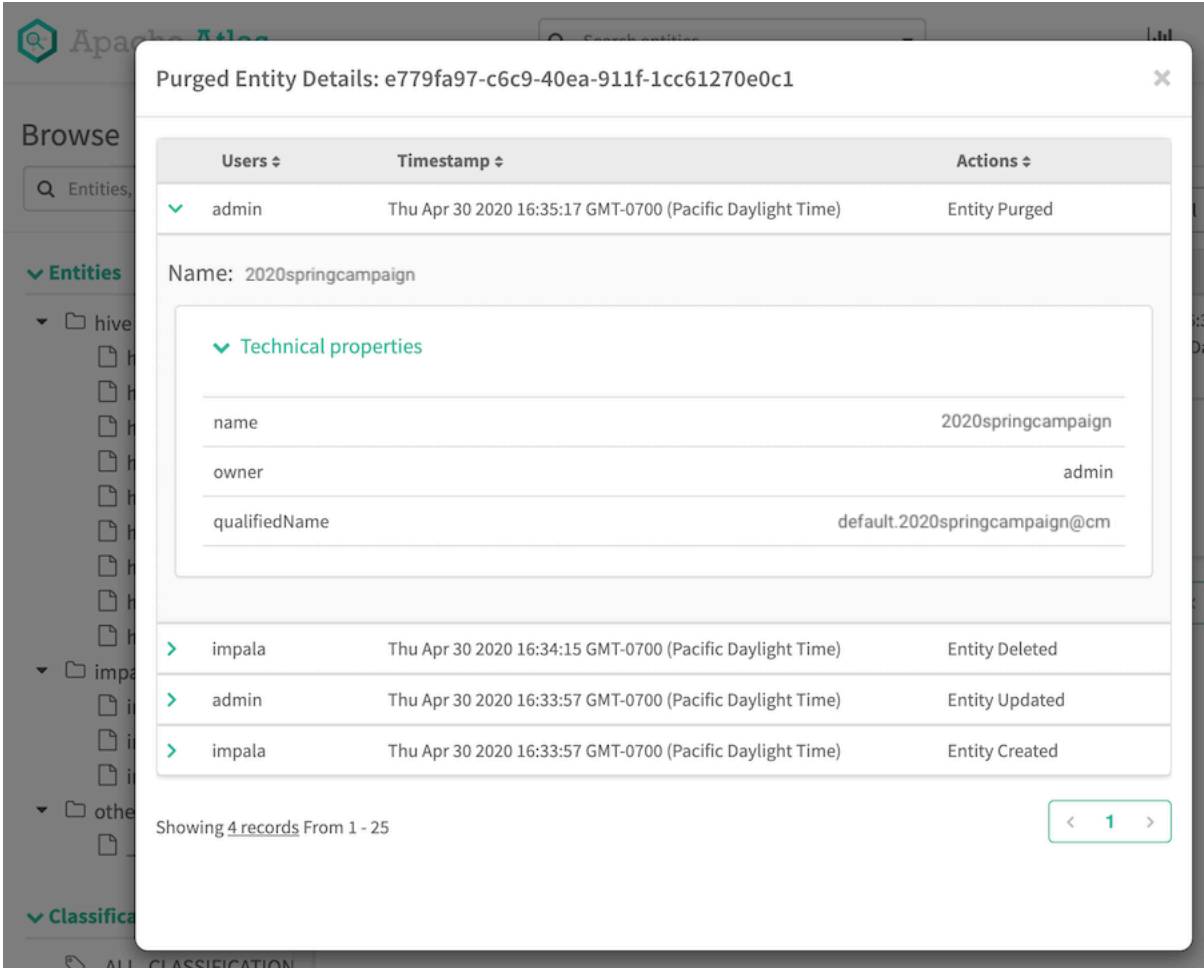 Apache Atlas
Search entities
Purged Entity Details: e779fa97-c6c9-40ea-911f-1cc61270e0c1
×
Browse
Entities,
Users Timestamp Actions
admin Thu Apr 30 2020 16:35:17 GMT-0700 (Pacific Daylight Time) Entity Purged
Entities
Name: 2020springcampaign
hive
Technical properties
name 2020springcampaign
owner admin
qualifiedName default.2020springcampaign@cm
impala Thu Apr 30 2020 16:34:15 GMT-0700 (Pacific Daylight Time) Entity Deleted
impa
admin Thu Apr 30 2020 16:33:57 GMT-0700 (Pacific Daylight Time) Entity Updated
impala Thu Apr 30 2020 16:33:57 GMT-0700 (Pacific Daylight Time) Entity Created
othe
Showing 4 records From 1 - 25
< 1 >
Classifica
ALL_CLASSIFICATION